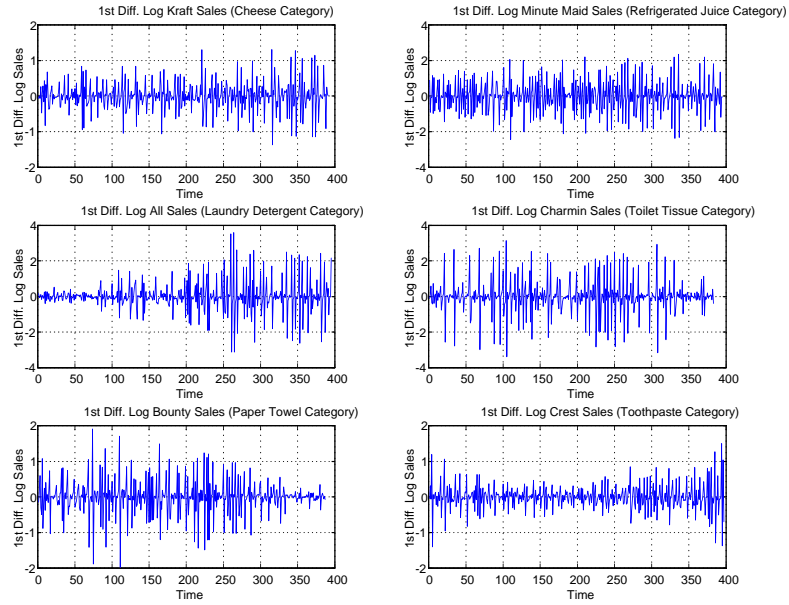 1st Diff. Log Kraft Sales (Cheese Category)
1st Diff. Log Sales
2
1
0
-1
-2
0 50 100 150 200 250 300 350 400
Time
1st Diff. Log Minute Maid Sales (Refrigerated Juice Category)
1st Diff. Log Sales
4
2
0
-2
-4
0 50 100 150 200 250 300 350 400
Time
1st Diff. Log All Sales (Laundry Detergent Category)
1st Diff. Log Sales
4
2
0
-2
-4
0 50 100 150 200 250 300 350 400
Time
1st Diff. Log Charmin Sales (Toilet Tissue Category)
1st Diff. Log Sales
4
2
0
-2
-4
0 50 100 150 200 250 300 350 400
Time
1st Diff. Log Bounty Sales (Paper Towel Category)
1st Diff. Log Sales
2
1
0
-1
-2
0 50 100 150 200 250 300 350 400
Time
1st Diff. Log Crest Sales (Toothpaste Category)
1st Diff. Log Sales
2
1
0
-1
-2
0 50 100 150 200 250 300 350 400
Time